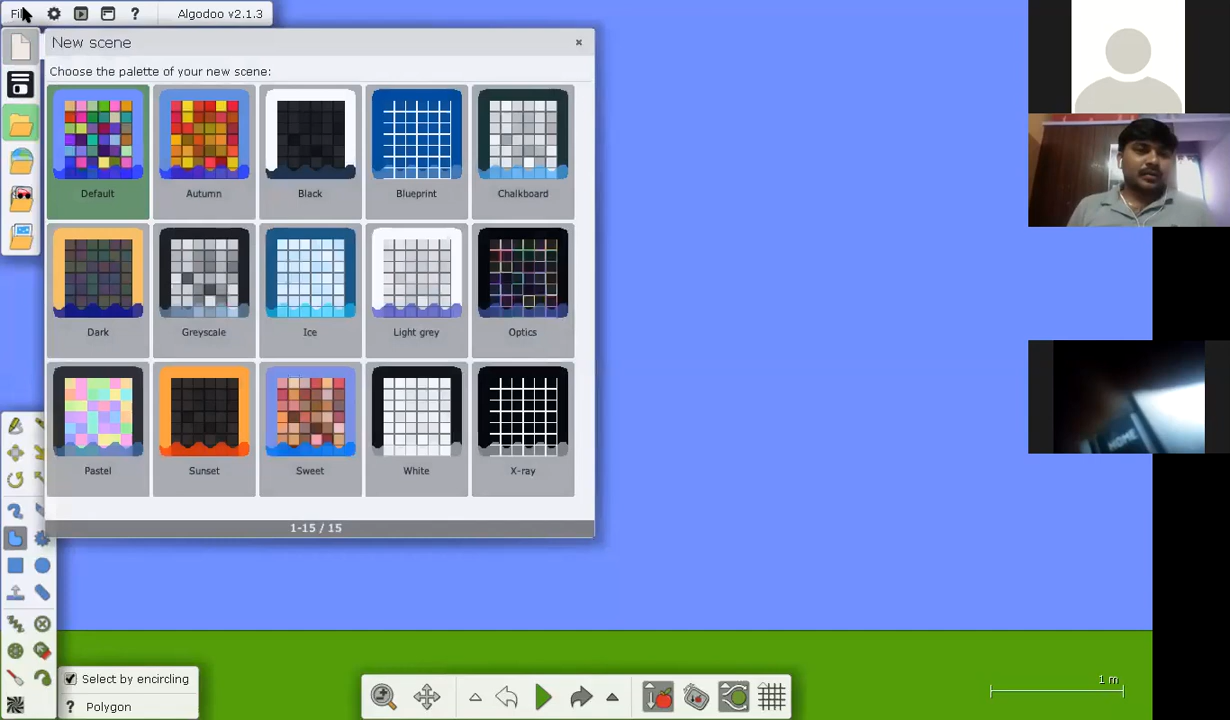 Algodoo v2.1.3
New scene
Choose the palette of your new scene:
Default Autumn Black Blueprint Chalkboard
Dark Greyscale Ice Light grey Optics
Pastel Sunset Sweet White X-ray
1-15 / 15
Select by encircling
? Polygon
1 m
HOME